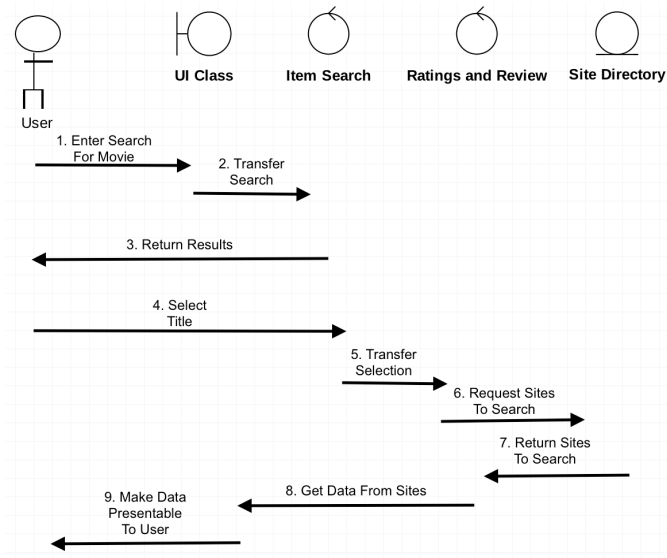 UI Class
Item Search
Ratings and Review
Site Directory
User
1. Enter Search
For Movie
2. Transfer
Search
3. Return Results
4. Select
Title
5. Transfer
Selection
6. Request Sites
To Search
7. Return Sites
To Search
8. Get Data From Sites
9. Make Data
Presentable
To User